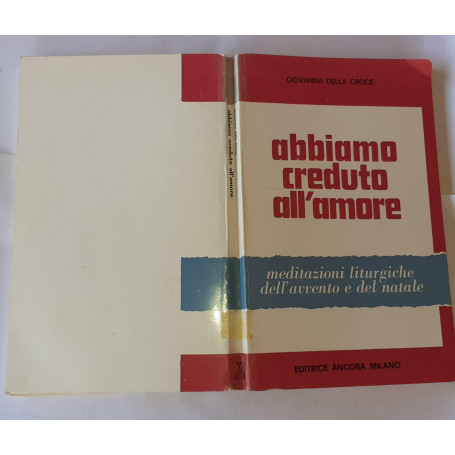 GIOVANNA DELLA CROCE
abbiamo
creduto
all'amore
meditazioni liturgiche
dell'avvento e del natale
EDITRICE ÀNCORA MILANO
abbiamo creduto all'amore